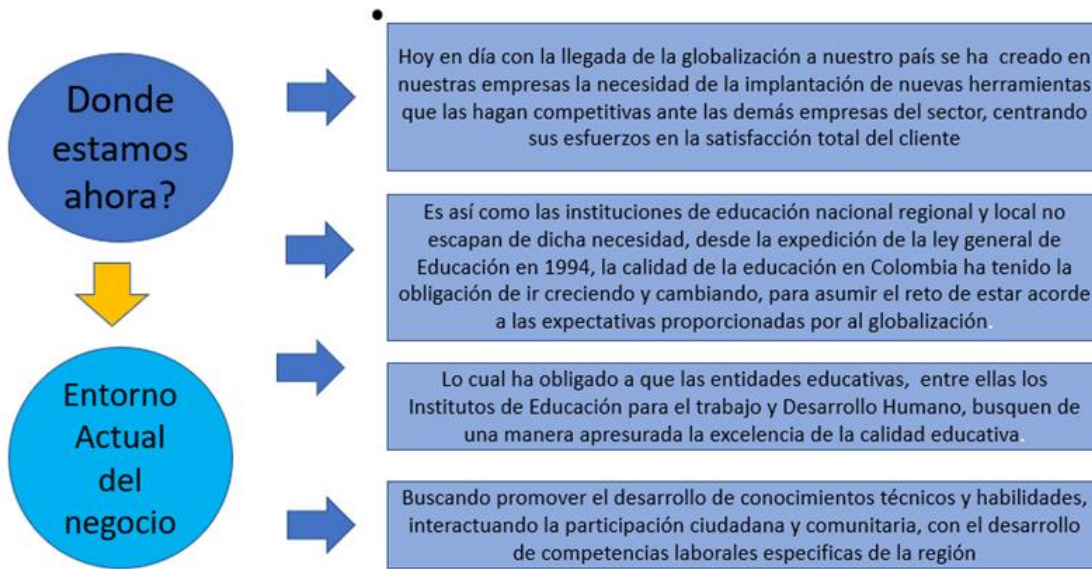 Donde
estamos
ahora?
Entorno
Actual
del
negocio
Hoy en día con la llegada de la globalización a nuestro país se ha creado en
nuestras empresas la necesidad de la implantación de nuevas herramientas
que las hagan competitivas ante las demás empresas del sector, centrando
sus esfuerzos en la satisfacción total del cliente
Es así como las instituciones de educación nacional regional y local no
escapan de dicha necesidad, desde la expedición de la ley general de
Educación en 1994, la calidad de la educación en Colombia ha tenido la
obligación de ir creciendo y cambiando, para asumir el reto de estar acorde
a las expectativas proporcionadas por al globalización.
Lo cual ha obligado a que las entidades educativas, entre ellas los
Institutos de Educación para el trabajo y Desarrollo Humano, busquen de
una manera apresurada la excelencia de la calidad educativa.
Buscando promover el desarrollo de conocimientos técnicos y habilidades,
interactuando la participación ciudadana y comunitaria, con el desarrollo
de competencias laborales especificas de la región